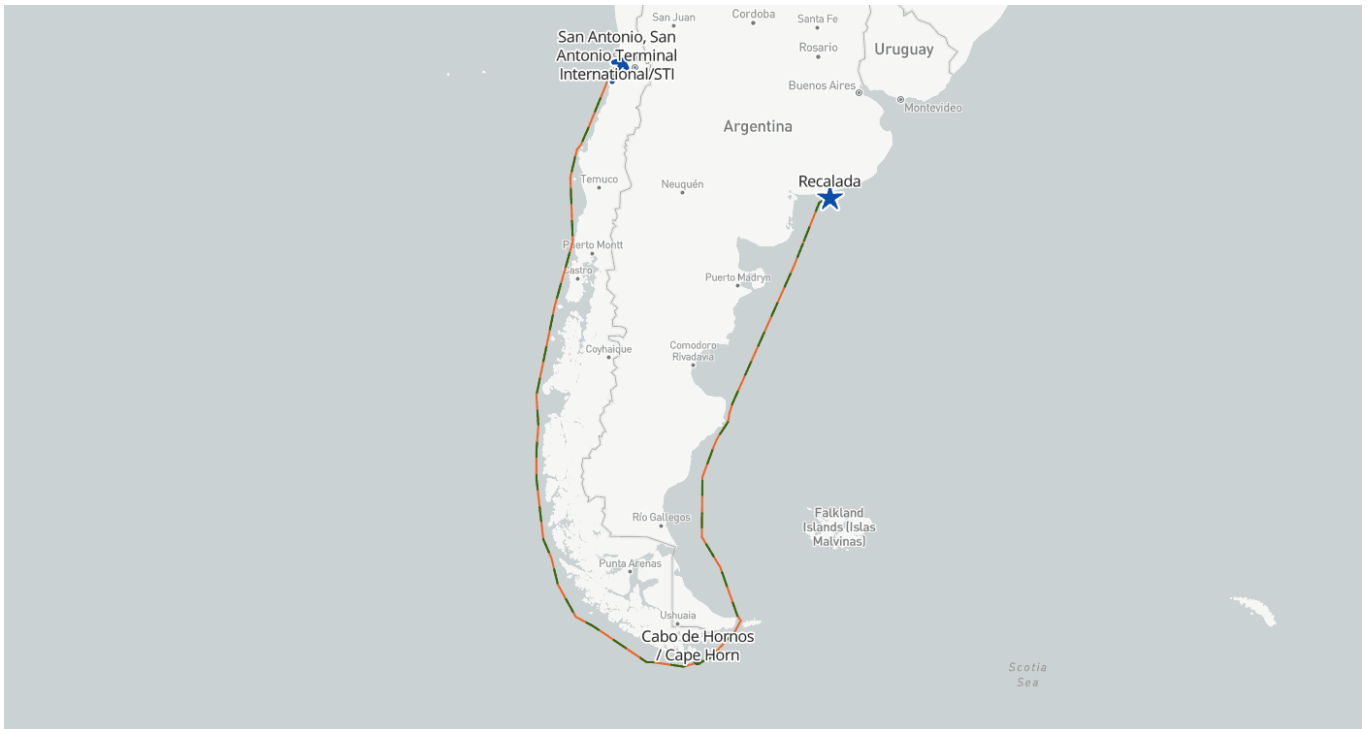 San Juan
Cordoba
Santa Fe
San Antonio, San
Antonio Terminal
International/STI
Rosario
Uruguay
Buenos Aires
Montevideo
Argentina
Recalada
Temuco
Neuquén
Puerto Montt
Castro
Puerto Madryn
Coyhaique
Comodoro
Rivadavia
Río Gallegos
Falkland
Islands (Islas
Malvinas)
Punta Arenas
Ushuaia
Cabo de Hornos
/ Cape Horn
Scotia
Sea